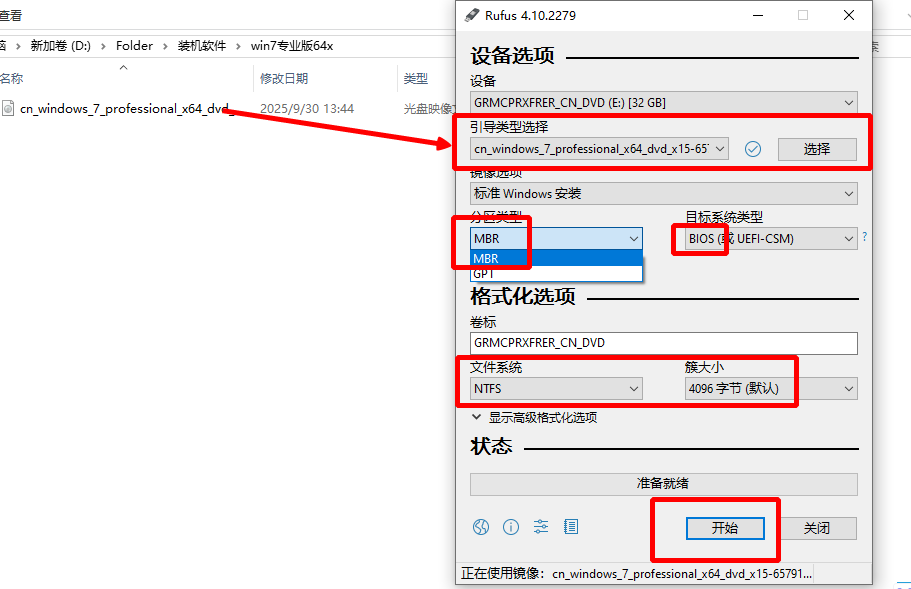 查看
新加卷 (D:) › Folder › 装机软件 › win7专业版64x
名称 修改日期 类型
cn_windows_7_professional_x64_dvd_ 2025/9/30 13:44 光盘映像
Rufus 4.10.2279
设备选项
设备
GRMCPRXFRER_CN_DVD (E:) [32 GB]
引导类型选择
cn_windows_7_professional_x64_dvd_x15-657 选择
镜像选项
标准 Windows 安装
分区类型 目标系统类型
MBR BIOS (或 UEFI-CSM) ?
MBR
GPT
格式化选项
卷标
GRMCPRXFRER_CN_DVD
文件系统 簇大小
NTFS 4096 字节 (默认)
显示高级格式化选项
状态
准备就绪
开始 关闭
正在使用镜像: cn_windows_7_professional_x64_dvd_x15-65791...